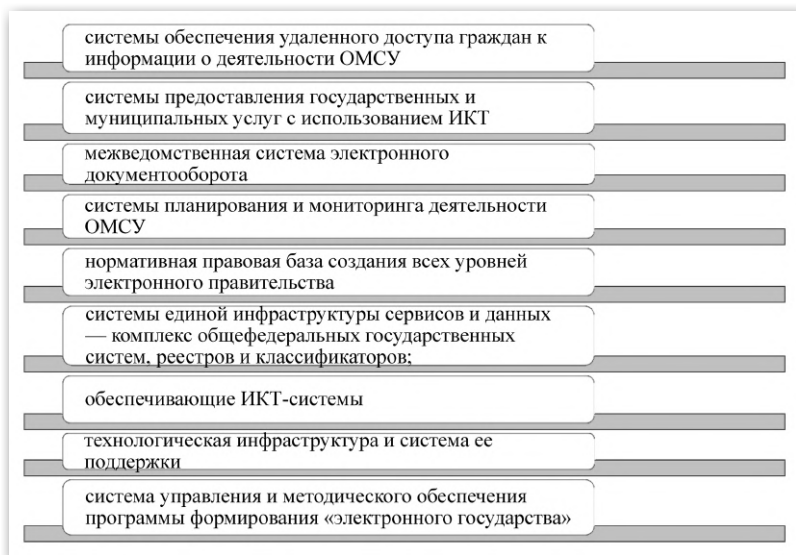 системы обеспечения удаленного доступа граждан к
информации о деятельности ОМСУ
системы предоставления государственных и
муниципальных услуг с использованием ИКТ
межведомственная система электронного
документооборота
системы планирования и мониторинга деятельности
ОМСУ
нормативная правовая база создания всех уровней
электронного правительства
системы единой инфраструктуры сервисов и данных
— комплекс общефедеральных государственных
систем, реестров и классификаторов;
обеспечивающие ИКТ-системы
технологическая инфраструктура и система ее
поддержки
система управления и методического обеспечения
программы формирования «электронного государства»